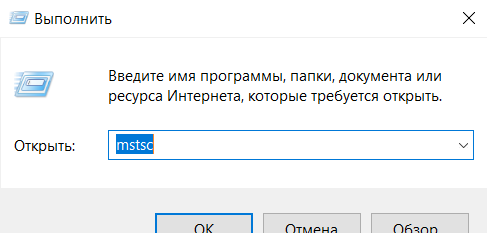 Выполнить
Введите имя программы, папки, документа или
ресурса Интернета, которые требуется открыть.
Открыть: mstsc
ОК Отмена Обзор...